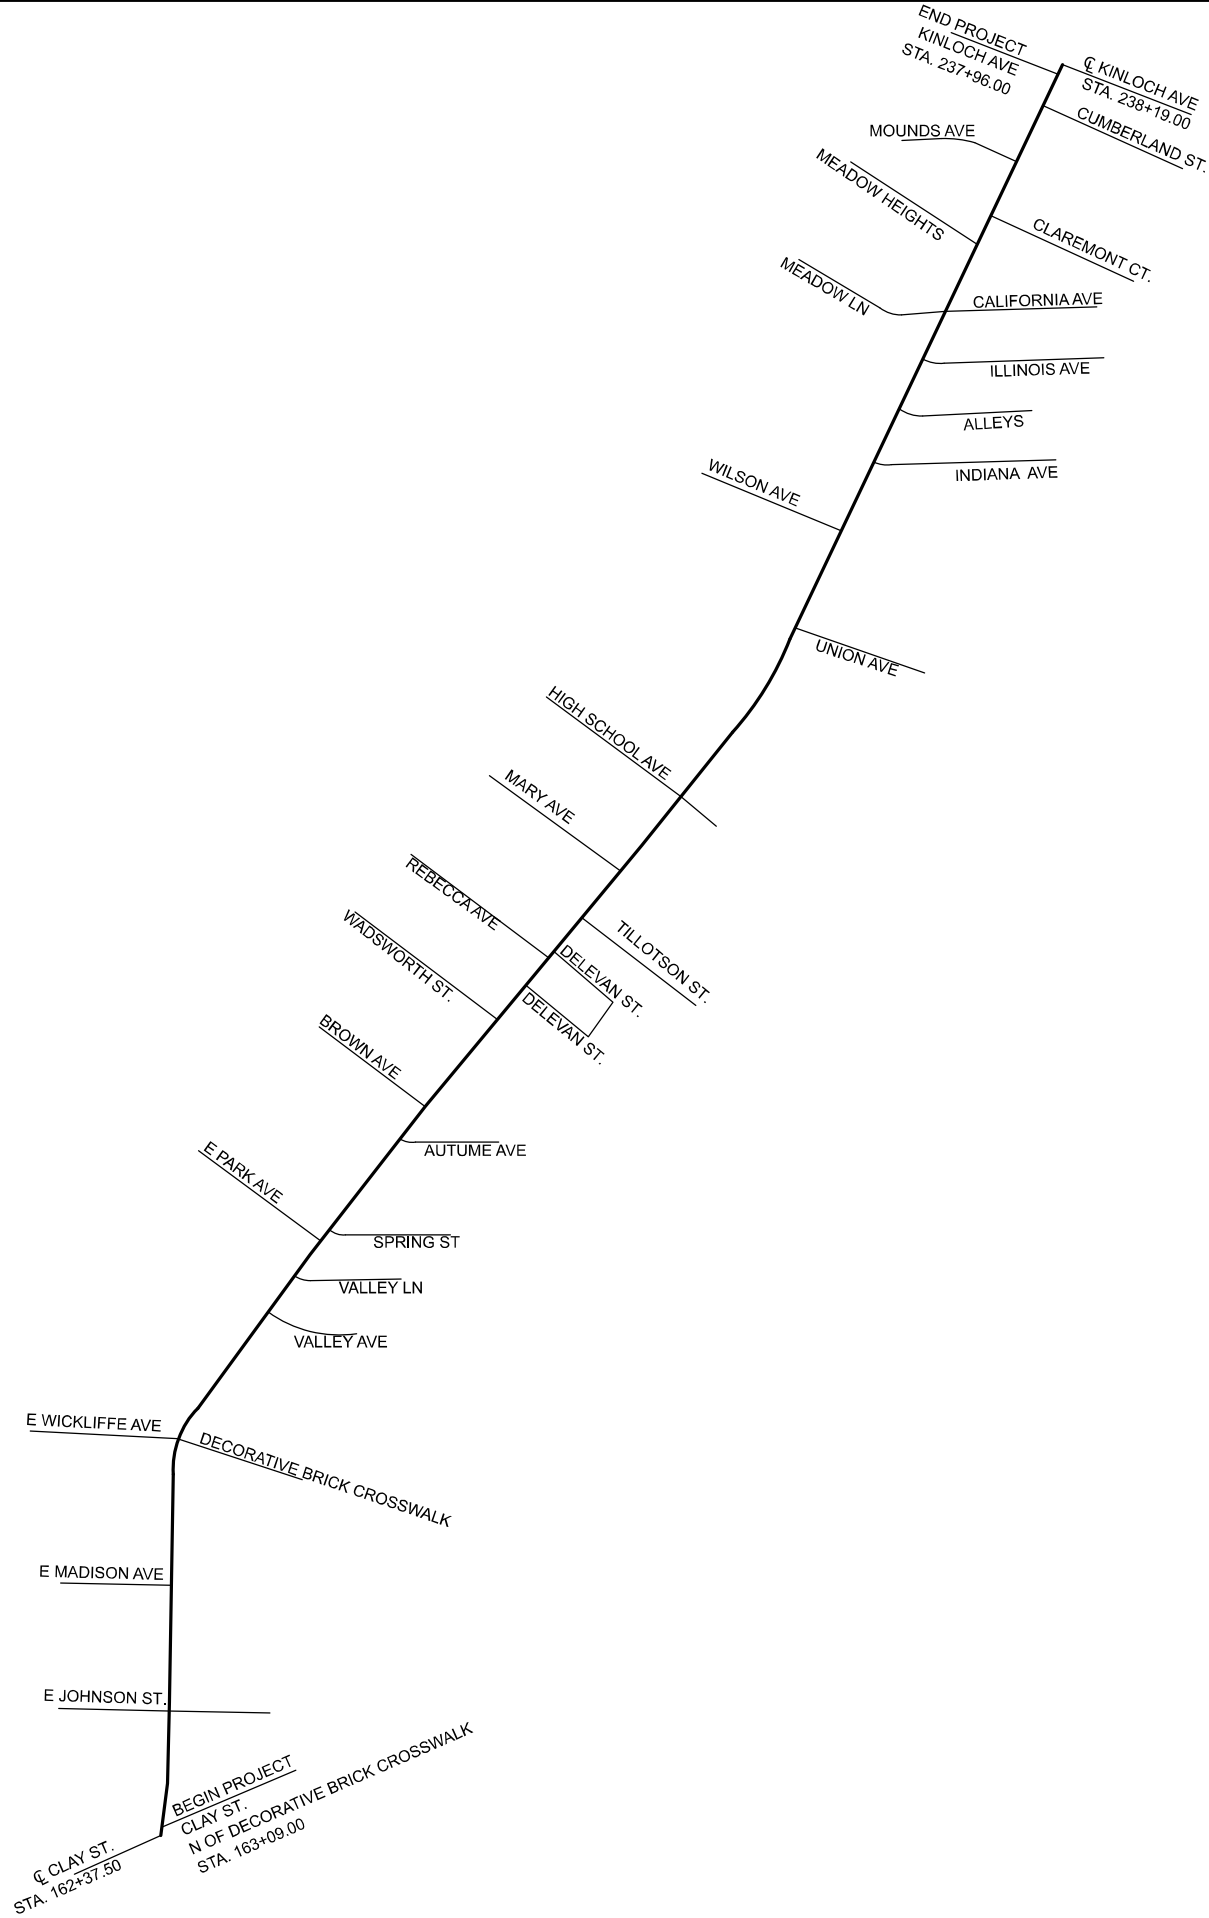 END PROJECT
KINLOCH AVE
STA. 237+96.00
℄ KINLOCH AVE
STA. 238+19.00
CUMBERLAND ST.
MOUNDS AVE
MEADOW HEIGHTS
CLAREMONT CT.
MEADOW LN
CALIFORNIA AVE
ILLINOIS AVE
ALLEYS
WILSON AVE
INDIANA AVE
UNION AVE
HIGH SCHOOL AVE
MARY AVE
REBECCA AVE
TILLOTSON ST.
WADSWORTH ST.
DELEVAN ST.
DELEVAN ST.
BROWN AVE
AUTUME AVE
E PARK AVE
SPRING ST
VALLEY LN
VALLEY AVE
E WICKLIFFE AVE
DECORATIVE BRICK CROSSWALK
E MADISON AVE
E JOHNSON ST.
BEGIN PROJECT
CLAY ST.
N OF DECORATIVE BRICK CROSSWALK
STA. 163+09.00
℄ CLAY ST.
STA. 162+37.50